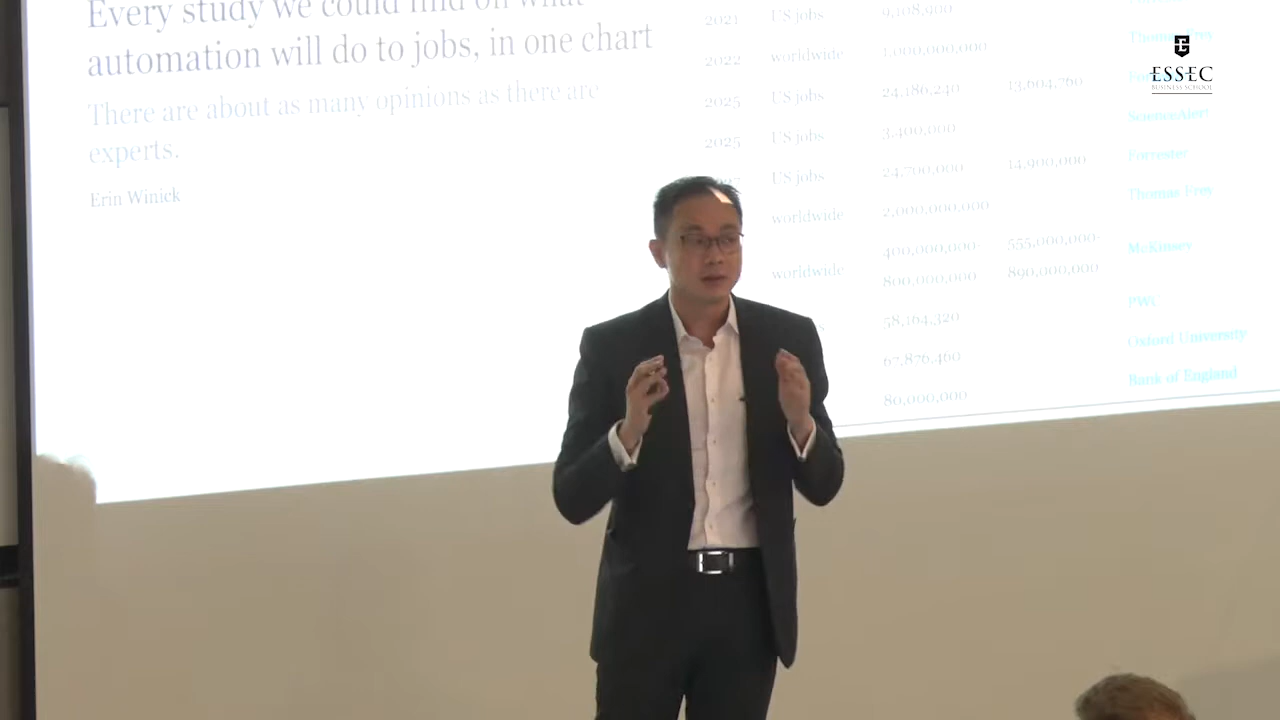 Every study we could find on what
automation will do to jobs, in one chart
There are about as many opinions as there are
experts.
Erin Winick
2021 US jobs 9,108,900 Forrester
2022 worldwide 1,000,000,000 Thomas Frey
2025 US jobs 24,186,240 13,604,760
2025 US jobs 3,400,000 ScienceAlert
US jobs 24,700,000 14,900,000 Forrester
worldwide 2,000,000,000 Thomas Frey
worldwide 400,000,000- 555,000,000- McKinsey
800,000,000 890,000,000
58,164,320 PWC
67,876,460 Oxford University
80,000,000 Bank of England
ESSEC
BUSINESS SCHOOL